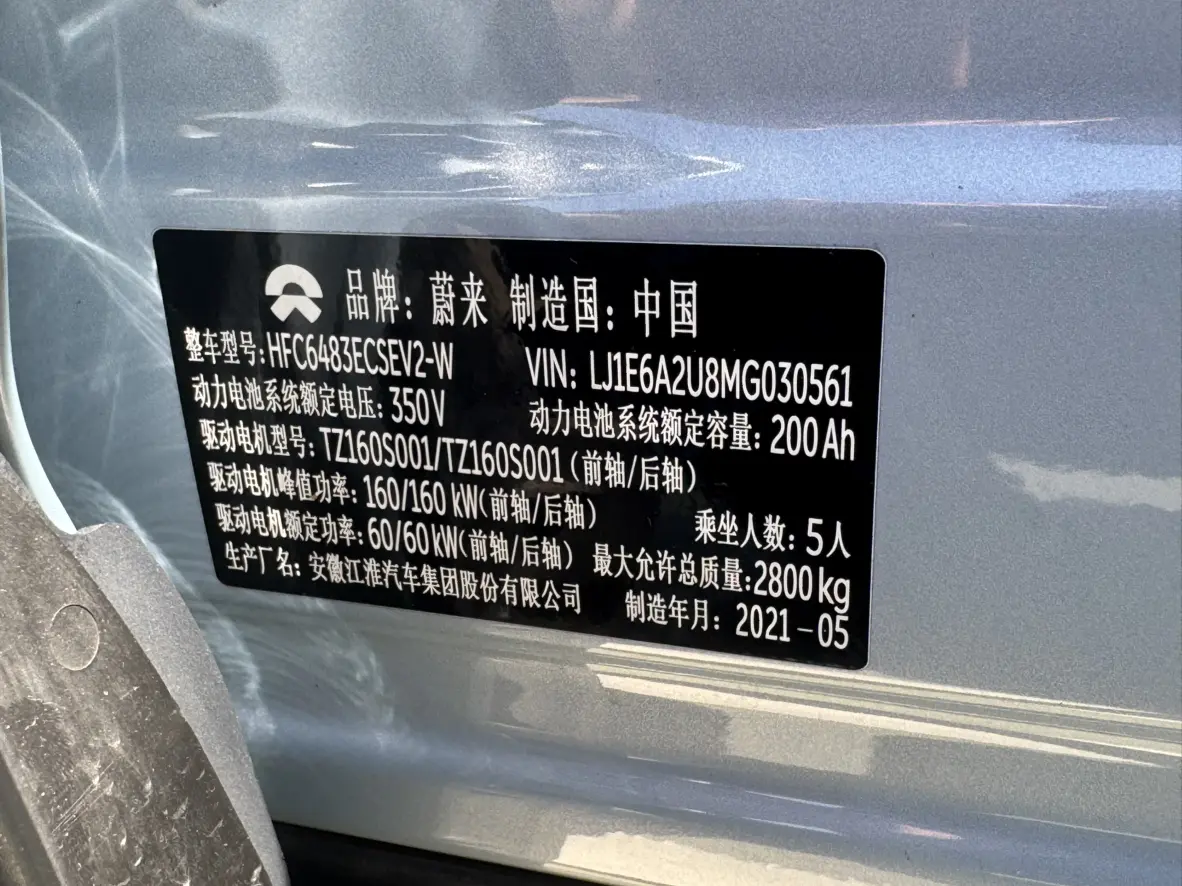 品牌：蔚来 制造国：中国
整车型号：HFC6483ECSEV2-W VIN：LJ1E6A2U8MG030561
动力电池系统额定电压：350V 动力电池系统额定容量：200Ah
驱动电机型号：TZ160S001/TZ160S001（前轴/后轴）
驱动电机峰值功率：160/160 kW（前轴/后轴） 乘坐人数：5人
驱动电机额定功率：60/60kW（前轴/后轴） 最大允许总质量：2800kg
生产厂名：安徽江淮汽车集团股份有限公司 制造年月：2021-05